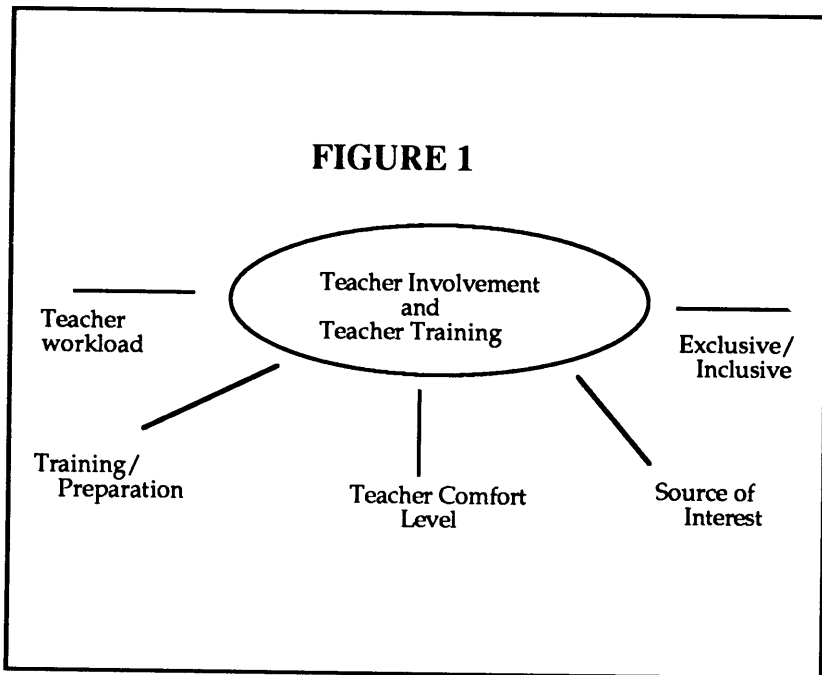 FIGURE 1
Teacher Involvement
and
Teacher Training
Teacher
workload
Exclusive/
Inclusive
Training/
Preparation
Teacher Comfort
Level
Source of
Interest